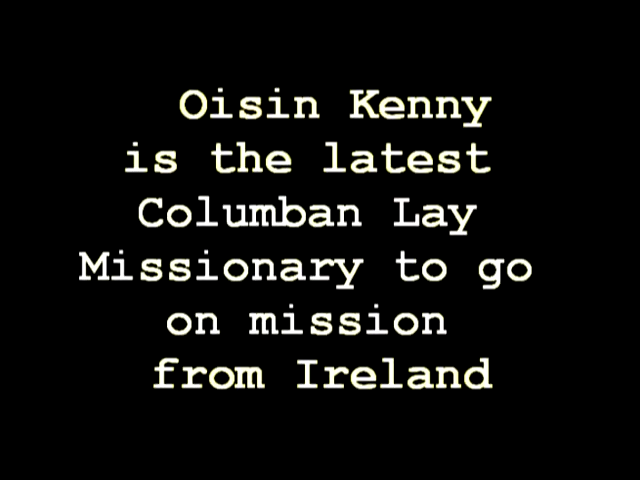 Oisin Kenny
is the latest
Columban Lay
Missionary to go
on mission
from Ireland